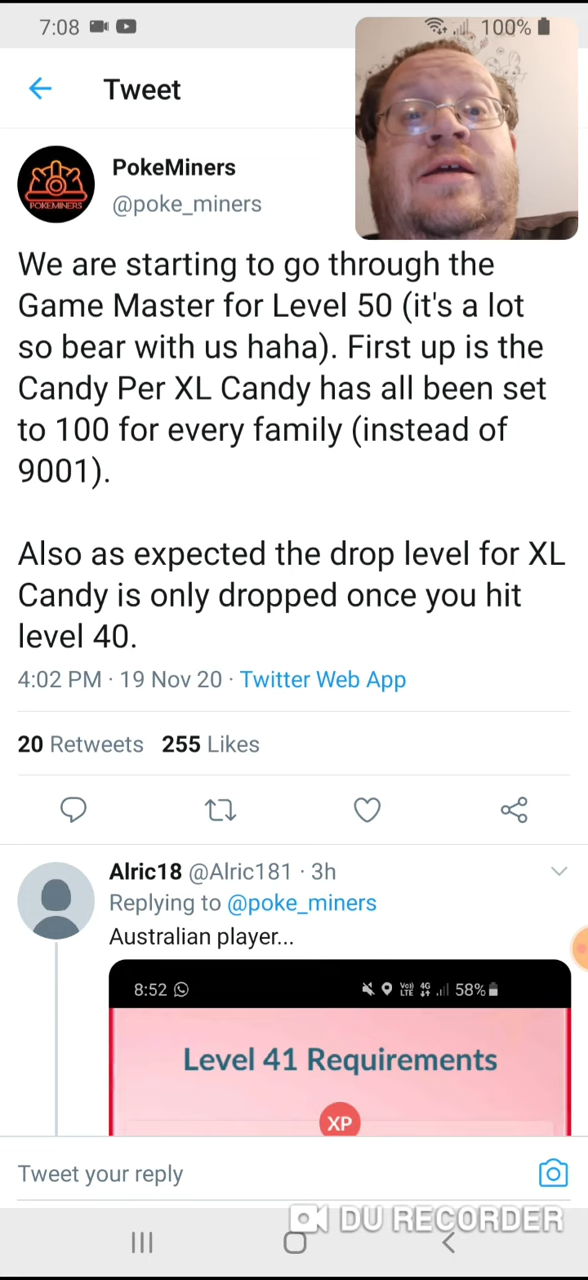 7:08
100%
Tweet
PokeMiners
@poke_miners
POKEMINERS
We are starting to go through the
Game Master for Level 50 (it's a lot
so bear with us haha). First up is the
Candy Per XL Candy has all been set
to 100 for every family (instead of
9001).
Also as expected the drop level for XL
Candy is only dropped once you hit
level 40.
4:02 PM · 19 Nov 20 · Twitter Web App
20 Retweets 255 Likes
Alric18 @Alric181 · 3h
Replying to @poke_miners
Australian player...
8:52
Vo)) LTE 4G 58%
Level 41 Requirements
XP
Tweet your reply
DU RECORDER